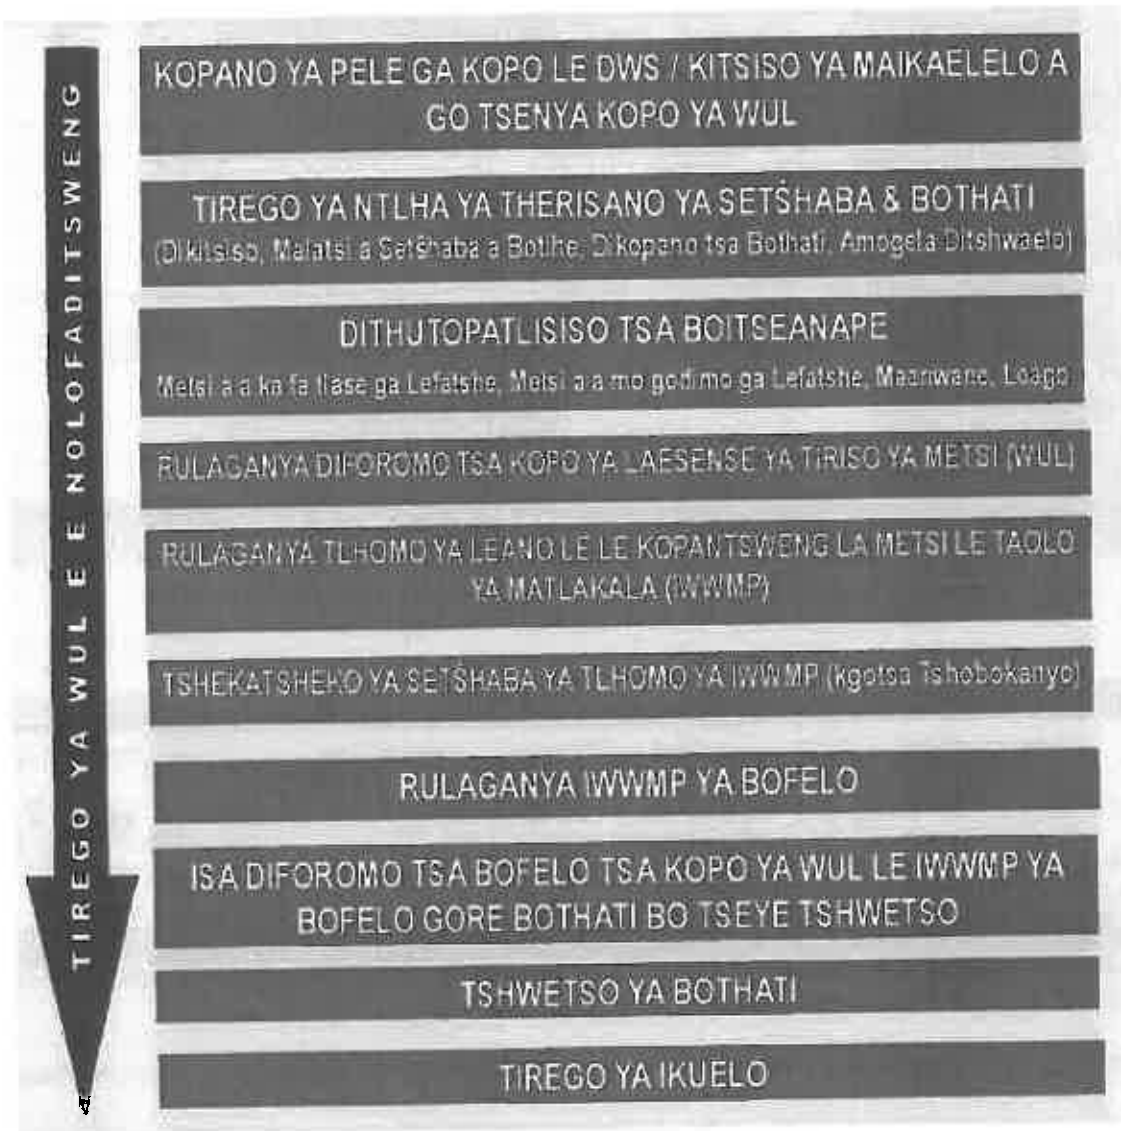 TIREGO YA WUL E E NOLOFADITSWENG
KOPANO YA PELE GA KOPO LE DWS / KITSISO YA MAIKAELELO A
GO TSENYA KOPO YA WUL
TIREGO YA NTLHA YA THERISANO YA SETŠHABA & BOTHATI
(Dikitsiso, Malatsi a Setšhaba a Botlhe, Dikopano tsa Bothati, Amogela Ditshwaelo)
DITHUTOPATLISISO TSA BOITSEANAPE
Metsi a a ka fa tlase ga Lefatshe, Metsi a a mo godimo ga Lefatshe, Loago
RULAGANYA DIFOROMO TSA KOPO YA LAESENSE YA TIRISO YA METSI (WUL)
RULAGANYA TLHOMO YA LEANO LE LE KOPANTSWENG LA METSI LE TAOLO
YA MATLAKALA (IWWMP)
TSHEKATSHEKO YA SETŠHABA YA TLHOMO YA IWWMP (kgotsa Tshobokanyo)
RULAGANYA IWWMP YA BOFELO
ISA DIFOROMO TSA BOFELO TSA KOPO YA WUL LE IWWMP YA
BOFELO GORE BOTHATI BO TSEYE TSHWETSO
TSHWETSO YA BOTHATI
TIREGO YA IKUELO